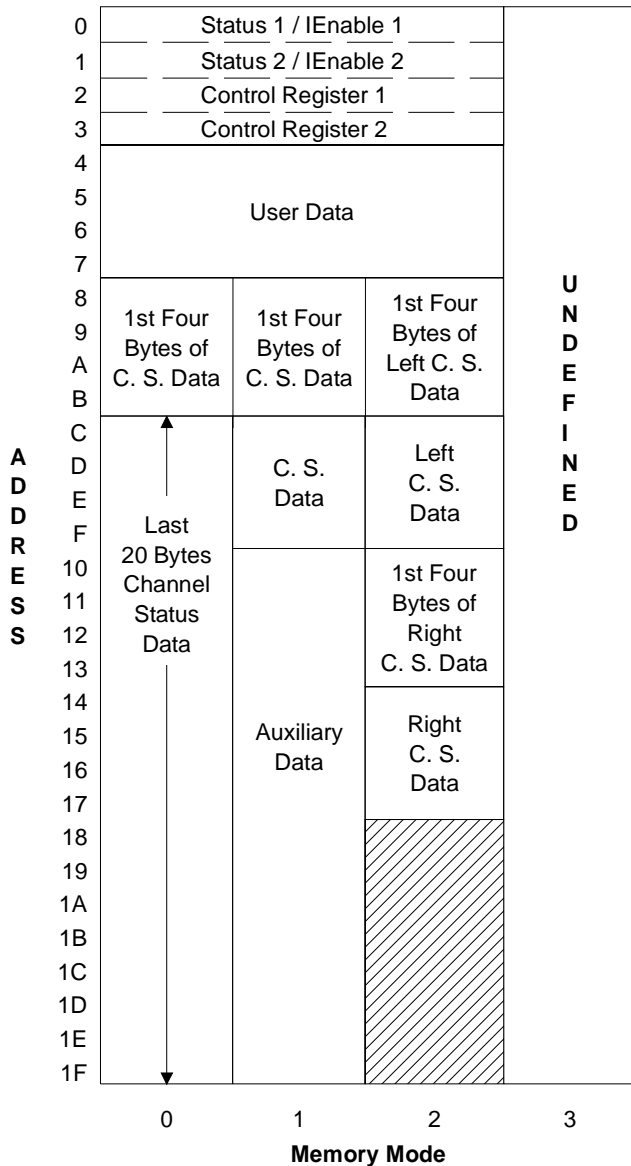 0
Status 1 / IEnable 1
1
Status 2 / IEnable 2
2
Control Register 1
3
Control Register 2
4
5
6
7
User Data
8
9
A
B
1st Four
Bytes of
C. S. Data
1st Four
Bytes of
C. S. Data
1st Four
Bytes of
Left C. S.
Data
C
D
E
F
10
11
12
13
14
15
16
17
18
19
1A
1B
1C
1D
1E
1F
Last
20 Bytes
Channel
Status
Data
C. S.
Data
Auxiliary
Data
Left
C. S.
Data
1st Four
Bytes of
Right
C. S. Data
Right
C. S.
Data
UNDEFINED
ADDRESS
0
1
2
3
Memory Mode